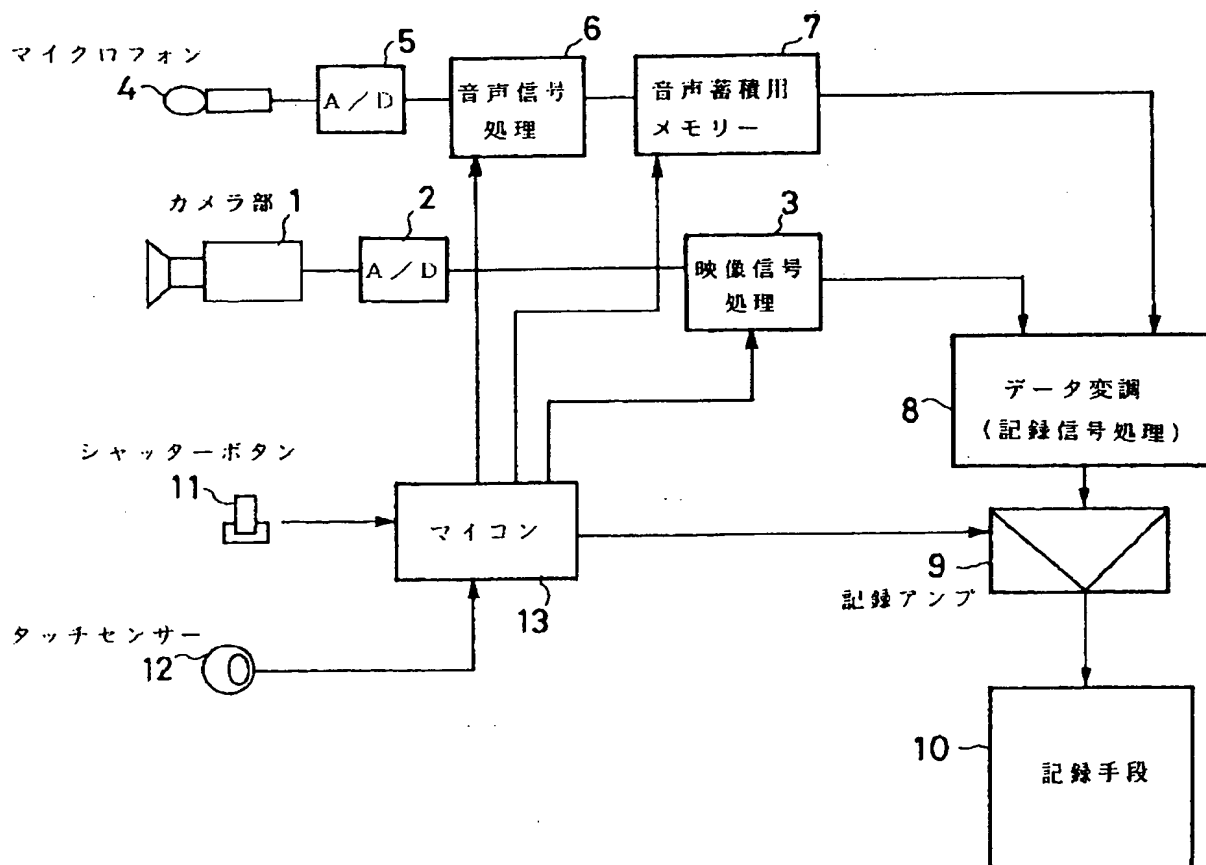 マイクロフォン
4
5
A/D
6
音声信号
処理
7
音声蓄積用
メモリー
カメラ部
1
2
A/D
3
映像信号
処理
8
データ変調
(記録信号処理)
シャッターボタン
11
マイコン
13
9
記録アンプ
タッチセンサー
12
10
記録手段